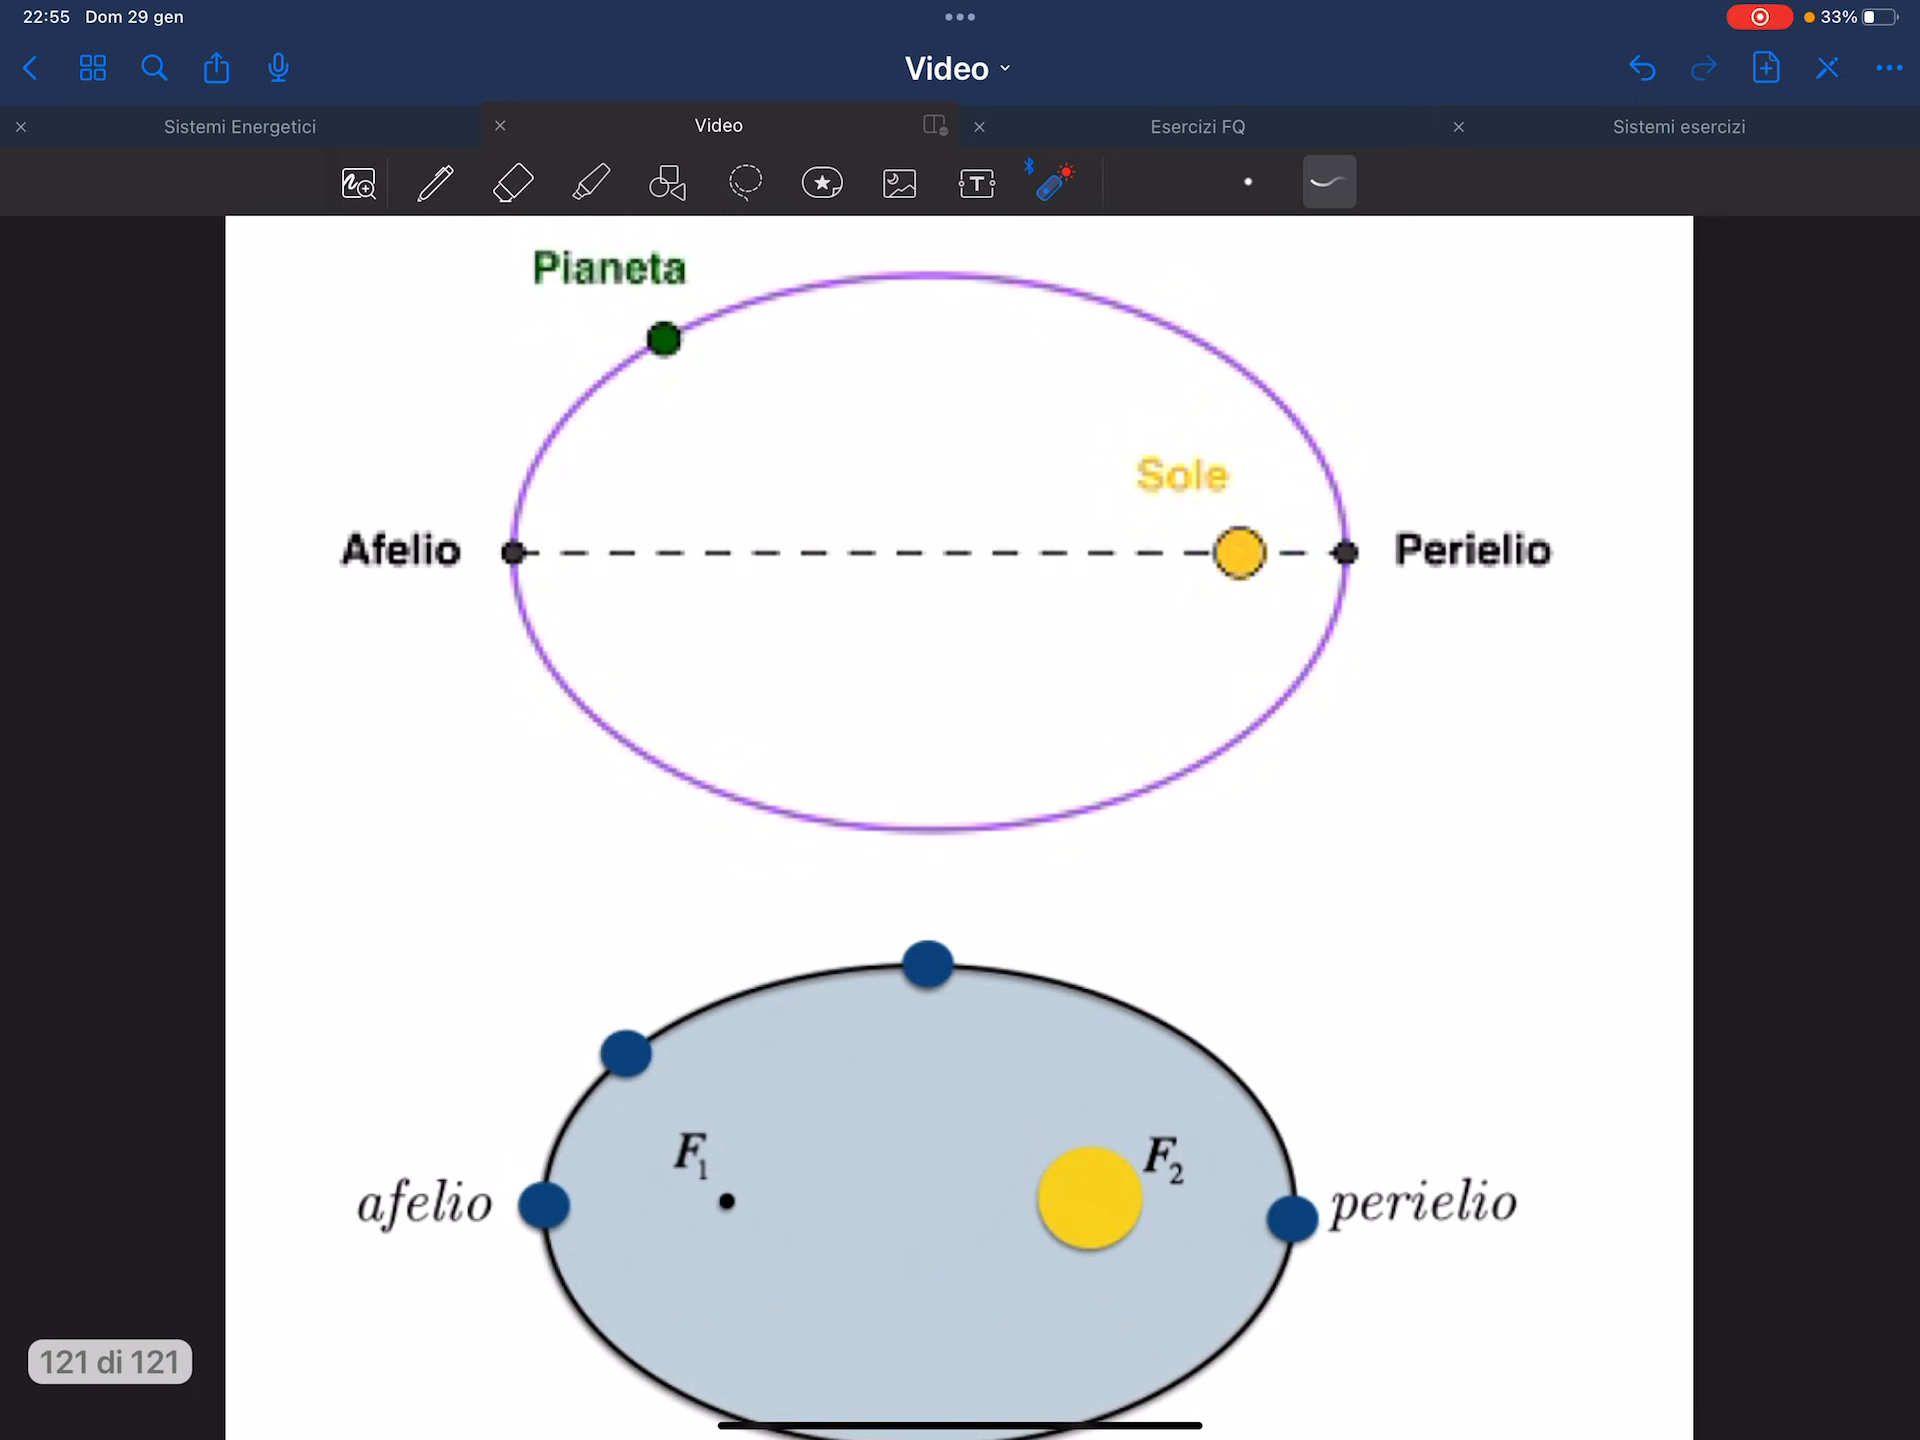 22:55 Dom 29 gen
33%
Video
Sistemi Energetici
Video
Esercizi FQ
Sistemi esercizi
T
Pianeta
Sole
Afelio
Perielio
F1
F2
afelio
perielio
121 di 121